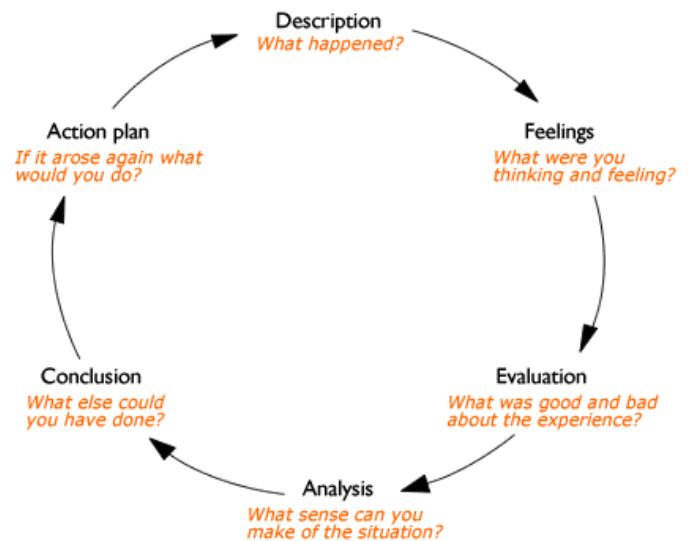 Description
What happened?
Feelings
What were you
thinking and feeling?
Evaluation
What was good and bad
about the experience?
Analysis
What sense can you
make of the situation?
Conclusion
What else could
you have done?
Action plan
If it arose again what
would you do?